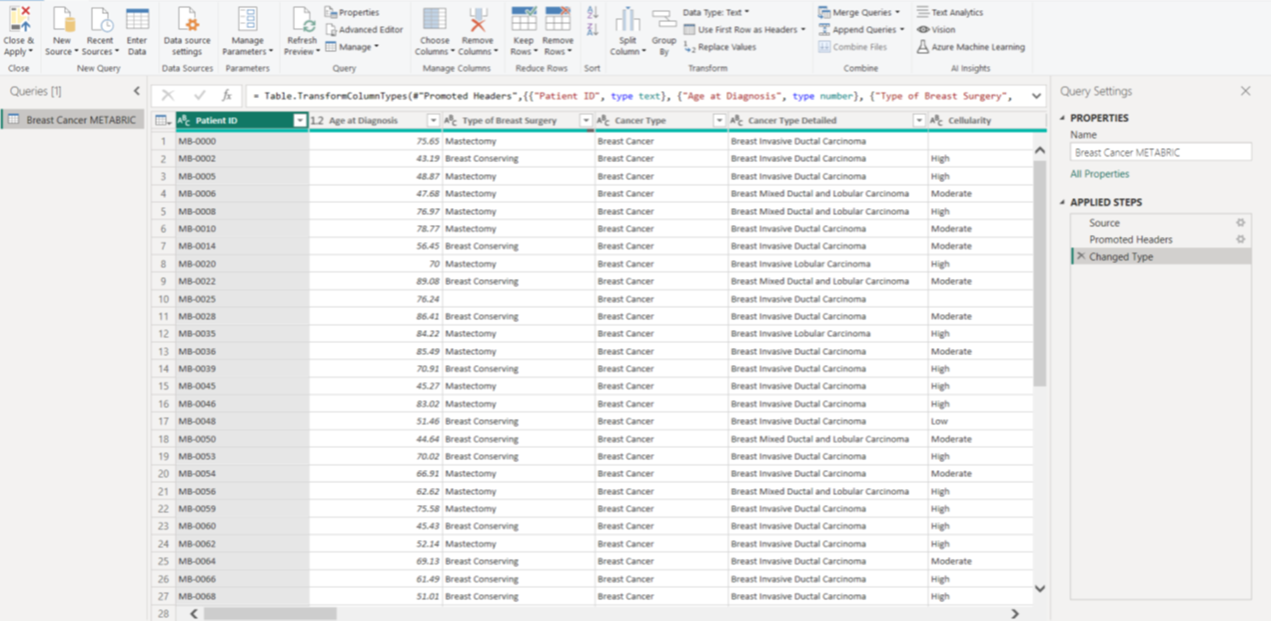 Close & Apply
New Source
Recent Sources
Enter Data
Data source settings
Manage Parameters
Refresh Preview
Properties
Advanced Editor
Manage
Choose Columns
Remove Columns
Keep Rows
Remove Rows
Split Column
Group By
Data Type: Text
Use First Row as Headers
Replace Values
Merge Queries
Append Queries
Combine Files
Text Analytics
Vision
Azure Machine Learning
Close
New Query
Data Sources
Parameters
Query
Manage Columns
Reduce Rows
Sort
Transform
Combine
AI Insights
Queries [1]
Breast Cancer METABRIC
fx = Table.TransformColumnTypes(#"Promoted Headers",{{"Patient ID", type text}, {"Age at Diagnosis", type number}, {"Type of Breast Surgery",
ABC Patient ID 1.2 Age at Diagnosis ABC Type of Breast Surgery ABC Cancer Type ABC Cancer Type Detailed ABC Cellularity
1 MB-0000 75.65 Mastectomy Breast Cancer Breast Invasive Ductal Carcinoma
2 MB-0002 43.19 Breast Conserving Breast Cancer Breast Invasive Ductal Carcinoma High
3 MB-0005 48.87 Mastectomy Breast Cancer Breast Invasive Ductal Carcinoma High
4 MB-0006 47.68 Mastectomy Breast Cancer Breast Mixed Ductal and Lobular Carcinoma Moderate
5 MB-0008 76.97 Mastectomy Breast Cancer Breast Mixed Ductal and Lobular Carcinoma High
6 MB-0010 78.77 Mastectomy Breast Cancer Breast Invasive Ductal Carcinoma Moderate
7 MB-0014 56.45 Breast Conserving Breast Cancer Breast Invasive Ductal Carcinoma Moderate
8 MB-0020 70 Mastectomy Breast Cancer Breast Invasive Lobular Carcinoma High
9 MB-0022 89.08 Breast Conserving Breast Cancer Breast Mixed Ductal and Lobular Carcinoma Moderate
10 MB-0025 76.24 Breast Cancer Breast Invasive Ductal Carcinoma
11 MB-0028 86.41 Breast Conserving Breast Cancer Breast Invasive Ductal Carcinoma Moderate
12 MB-0035 84.22 Mastectomy Breast Cancer Breast Invasive Lobular Carcinoma High
13 MB-0036 85.49 Mastectomy Breast Cancer Breast Invasive Ductal Carcinoma Moderate
14 MB-0039 70.91 Breast Conserving Breast Cancer Breast Invasive Ductal Carcinoma High
15 MB-0045 45.27 Mastectomy Breast Cancer Breast Invasive Ductal Carcinoma High
16 MB-0046 83.02 Mastectomy Breast Cancer Breast Invasive Ductal Carcinoma High
17 MB-0048 51.46 Breast Conserving Breast Cancer Breast Invasive Ductal Carcinoma Low
18 MB-0050 44.64 Breast Conserving Breast Cancer Breast Mixed Ductal and Lobular Carcinoma Moderate
19 MB-0053 70.02 Breast Conserving Breast Cancer Breast Invasive Ductal Carcinoma High
20 MB-0054 66.91 Mastectomy Breast Cancer Breast Invasive Ductal Carcinoma Moderate
21 MB-0056 62.62 Mastectomy Breast Cancer Breast Mixed Ductal and Lobular Carcinoma High
22 MB-0059 75.58 Mastectomy Breast Cancer Breast Invasive Ductal Carcinoma High
23 MB-0060 45.43 Breast Conserving Breast Cancer Breast Invasive Ductal Carcinoma High
24 MB-0062 52.14 Mastectomy Breast Cancer Breast Invasive Ductal Carcinoma High
25 MB-0064 69.13 Breast Conserving Breast Cancer Breast Invasive Ductal Carcinoma Moderate
26 MB-0066 61.49 Breast Conserving Breast Cancer Breast Invasive Ductal Carcinoma High
27 MB-0068 51.01 Breast Conserving Breast Cancer Breast Invasive Ductal Carcinoma High
28
Query Settings
PROPERTIES
Name
Breast Cancer METABRIC
All Properties
APPLIED STEPS
Source
Promoted Headers
Changed Type